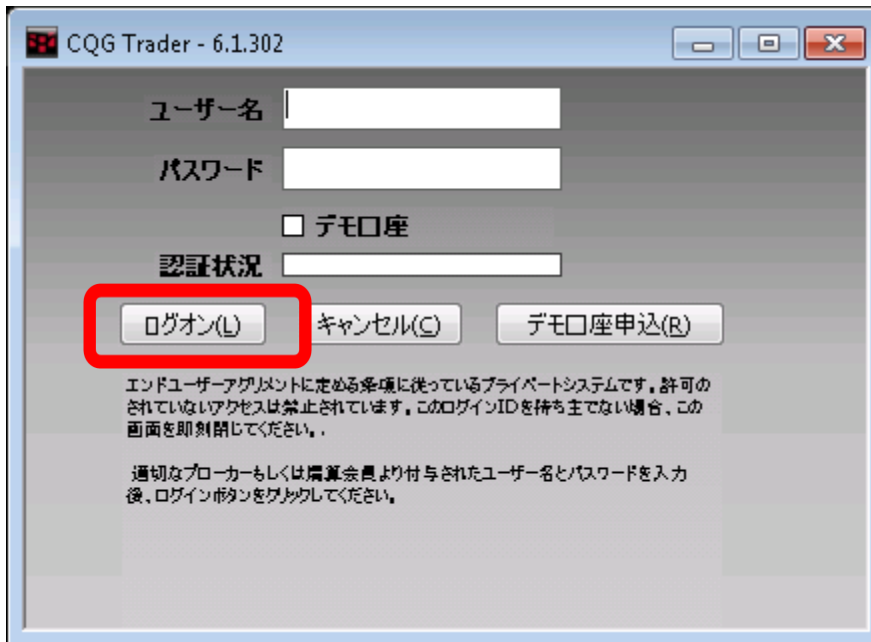 CQG Trader - 6.1.302
ユーザー名
パスワード
デモ口座
認証状況
ログオン(L) キャンセル(C) デモ口座申込(R)
エンドユーザーアグリメントに定める条項に従っているプライベートシステムです。許可の
されていないアクセスは禁止されています。このログインIDを持ち主でない場合、この
画面を即刻閉じてください。.
適切なブローカーもしくは清算会員より付与されたユーザー名とパスワードを入力
後、ログインボタンをクリックしてください。